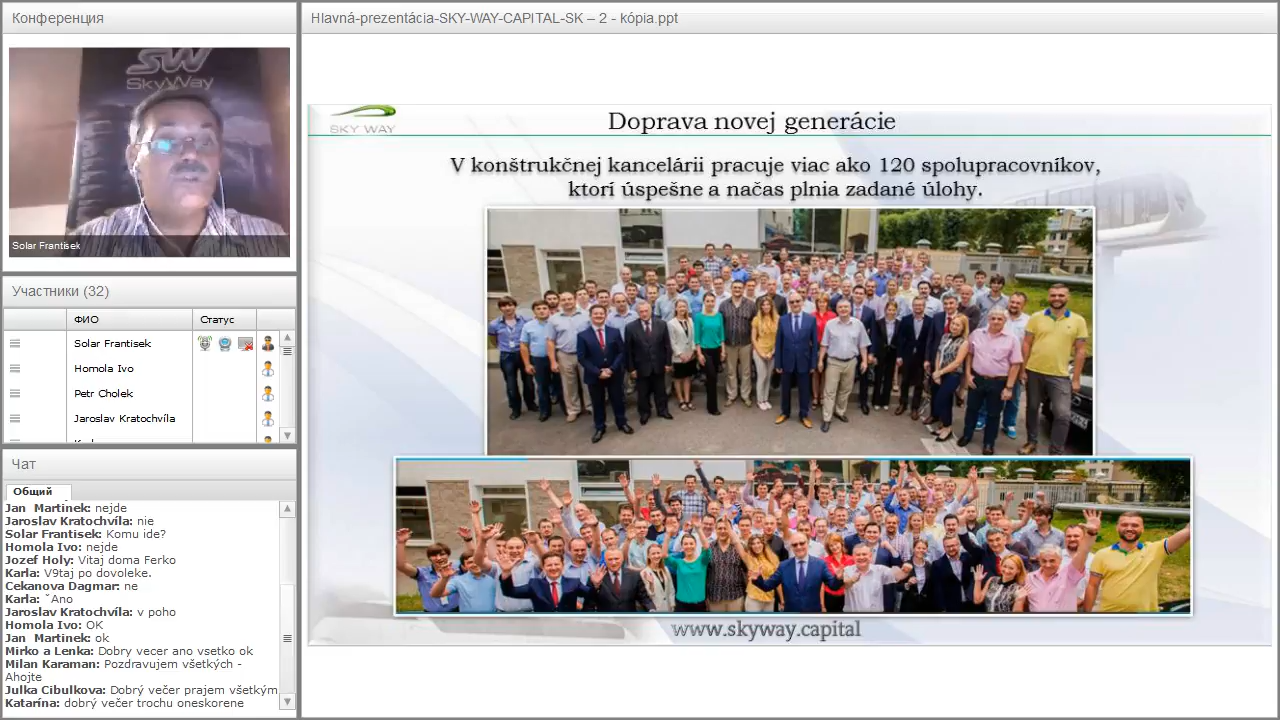 Конференция
SW
SkyWay
Solar Frantisek
Участники (32)
ФИО
Статус
Solar Frantisek
Homola Ivo
Petr Cholek
Jaroslav Kratochvíla
Чат
Общий
Jan Martinek: nejde
Jaroslav Kratochvíla: nie
Solar Frantisek: Komu ide?
Homola Ivo: nejde
Jozef Holy: Vitaj doma Ferko
Karla: V9taj po dovoleke.
Cekanova Dagmar: ne
Karla: ˇAno
Jaroslav Kratochvíla: v poho
Homola Ivo: OK
Jan Martinek: ok
Mirko a Lenka: Dobry vecer ano vsetko ok
Milan Karaman: Pozdravujem všetkých -
Ahojte
Julka Cibulkova: Dobrý večer prajem všetkým
Katarína: dobrý večer trochu oneskorene
Hlavná-prezentácia-SKY-WAY-CAPITAL-SK – 2 - kópia.ppt
SKY WAY
Doprava novej generácie
V konštrukčnej kancelárii pracuje viac ako 120 spolupracovníkov,
ktorí úspešne a načas plnia zadané úlohy.
www.skyway.capital